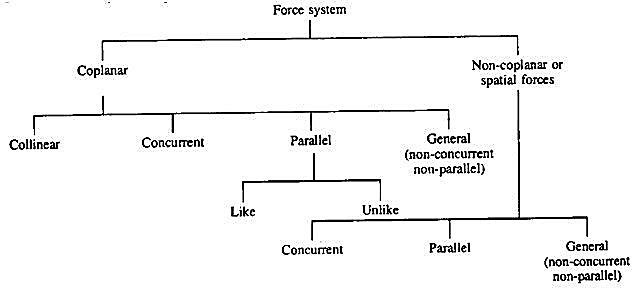 Force system
Coplanar
Non-coplanar or
spatial forces
Collinear
Concurrent
Parallel
General
(non-concurrent
non-parallel)
Like
Unlike
Concurrent
Parallel
General
(non-concurrent
non-parallel)